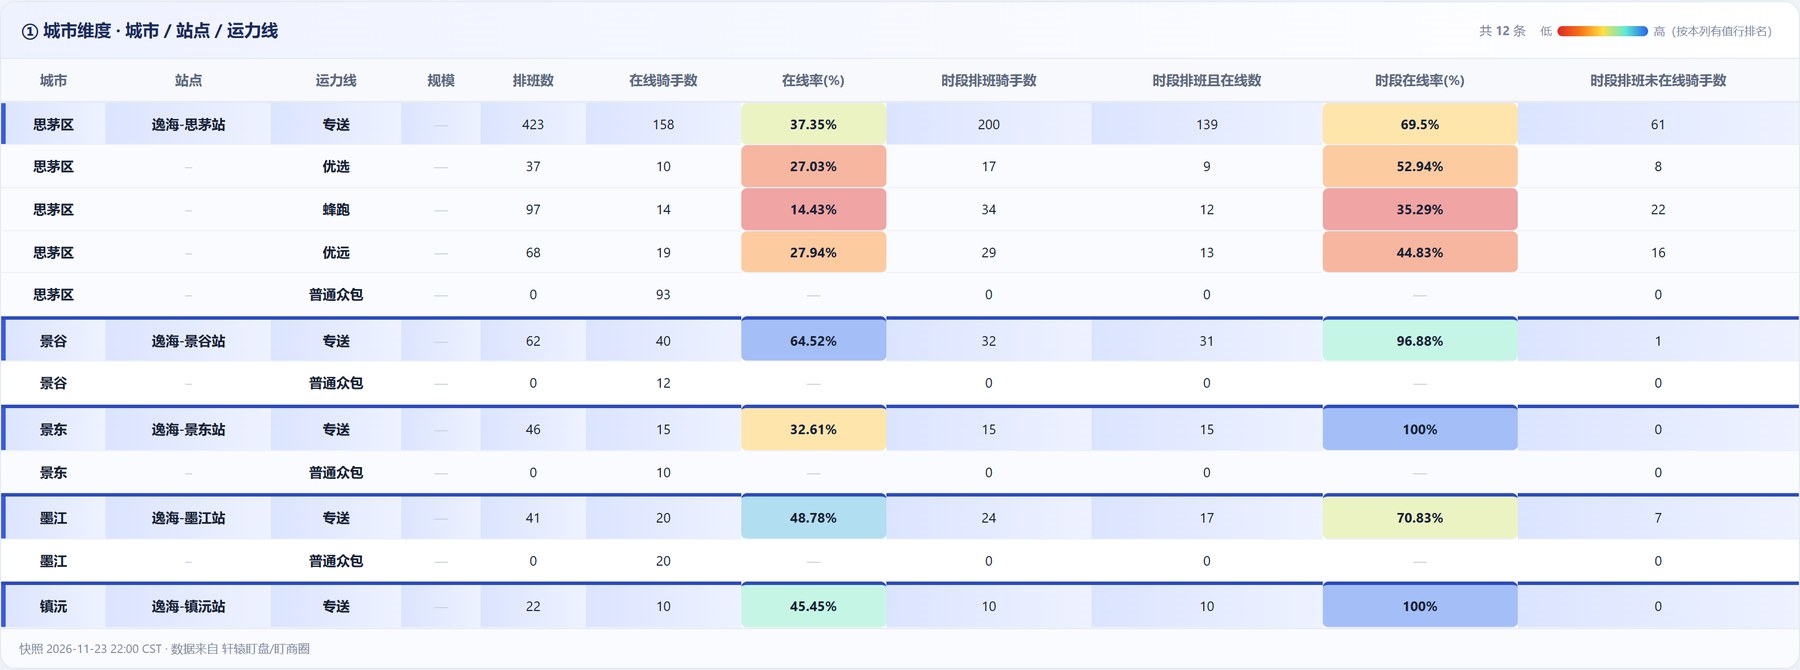 ① 城市维度 · 城市 / 站点 / 运力线 共 12 条 低 高 (按本列有值行排名)
城市 站点 运力线 规模 排班数 在线骑手数 在线率(%) 时段排班骑手数 时段排班且在线数 时段在线率(%) 时段排班未在线骑手数
思茅区 逸海-思茅站 专送 — 423 158 37.35% 200 139 69.5% 61
思茅区 – 优选 — 37 10 27.03% 17 9 52.94% 8
思茅区 – 蜂跑 — 97 14 14.43% 34 12 35.29% 22
思茅区 – 优远 — 68 19 27.94% 29 13 44.83% 16
思茅区 – 普通众包 — 0 93 — 0 0 — 0
景谷 逸海-景谷站 专送 — 62 40 64.52% 32 31 96.88% 1
景谷 – 普通众包 — 0 12 — 0 0 — 0
景东 逸海-景东站 专送 — 46 15 32.61% 15 15 100% 0
景东 – 普通众包 — 0 10 — 0 0 — 0
墨江 逸海-墨江站 专送 — 41 20 48.78% 24 17 70.83% 7
墨江 – 普通众包 — 0 20 — 0 0 — 0
镇沅 逸海-镇沅站 专送 — 22 10 45.45% 10 10 100% 0
快照 2026-11-23 22:00 CST · 数据来自 轩辕盯盘/盯商圈